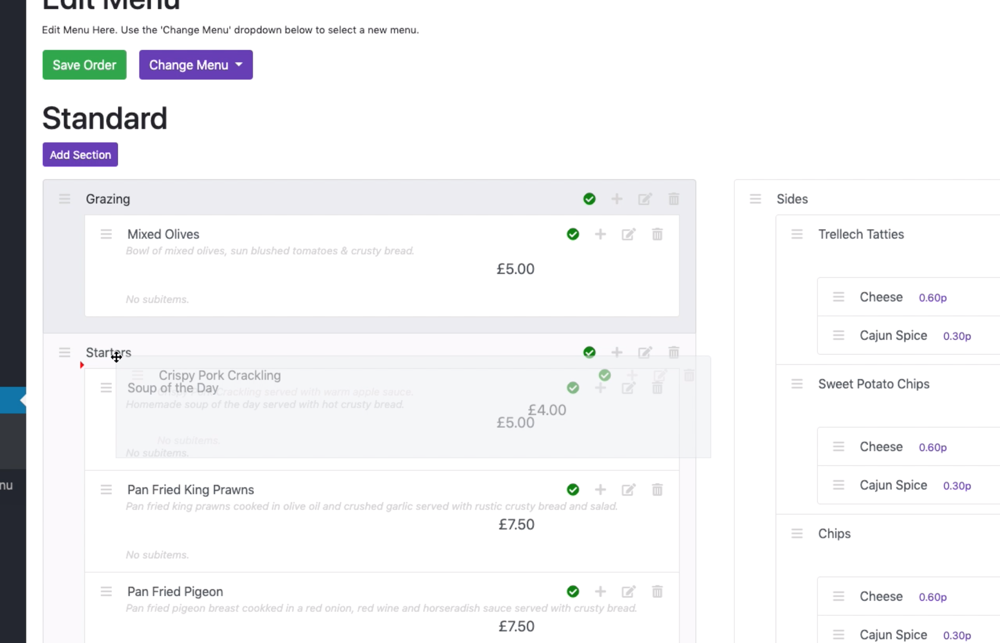 Edit Menu
Edit Menu Here. Use the 'Change Menu' dropdown below to select a new menu.
Save Order
Change Menu
Standard
Add Section
Grazing
Mixed Olives
Bowl of mixed olives, sun blushed tomatoes & crusty bread.
£5.00
No subitems.
Starters
Crispy Pork Crackling
Crispy Pork Crackling served with warm apple sauce.
£4.00
No subitems.
Soup of the Day
Homemade soup of the day served with hot crusty bread.
£5.00
No subitems.
Pan Fried King Prawns
Pan fried king prawns cooked in olive oil and crushed garlic served with rustic crusty bread and salad.
£7.50
No subitems.
Pan Fried Pigeon
Pan fried pigeon breast cookked in a red onion, red wine and horseradish sauce served with crusty bread.
£7.50
Sides
Trellech Tatties
Cheese 0.60p
Cajun Spice 0.30p
Sweet Potato Chips
Cheese 0.60p
Cajun Spice 0.30p
Chips
Cheese 0.60p
Cajun Spice 0.30p
nu